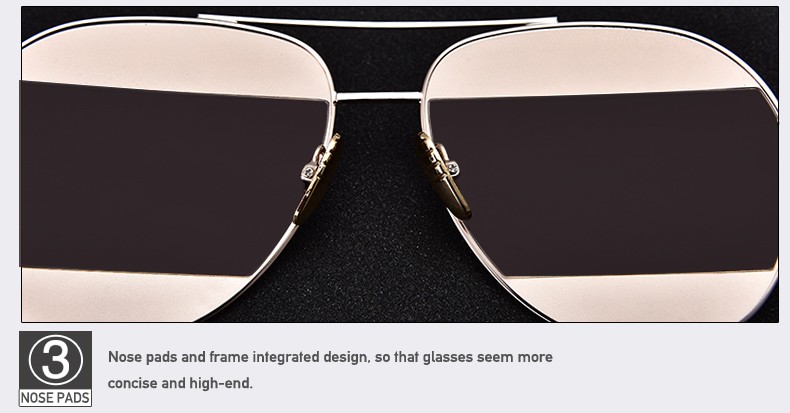 3
NOSE PADS
Nose pads and frame integrated design, so that glasses seem more
concise and high-end.